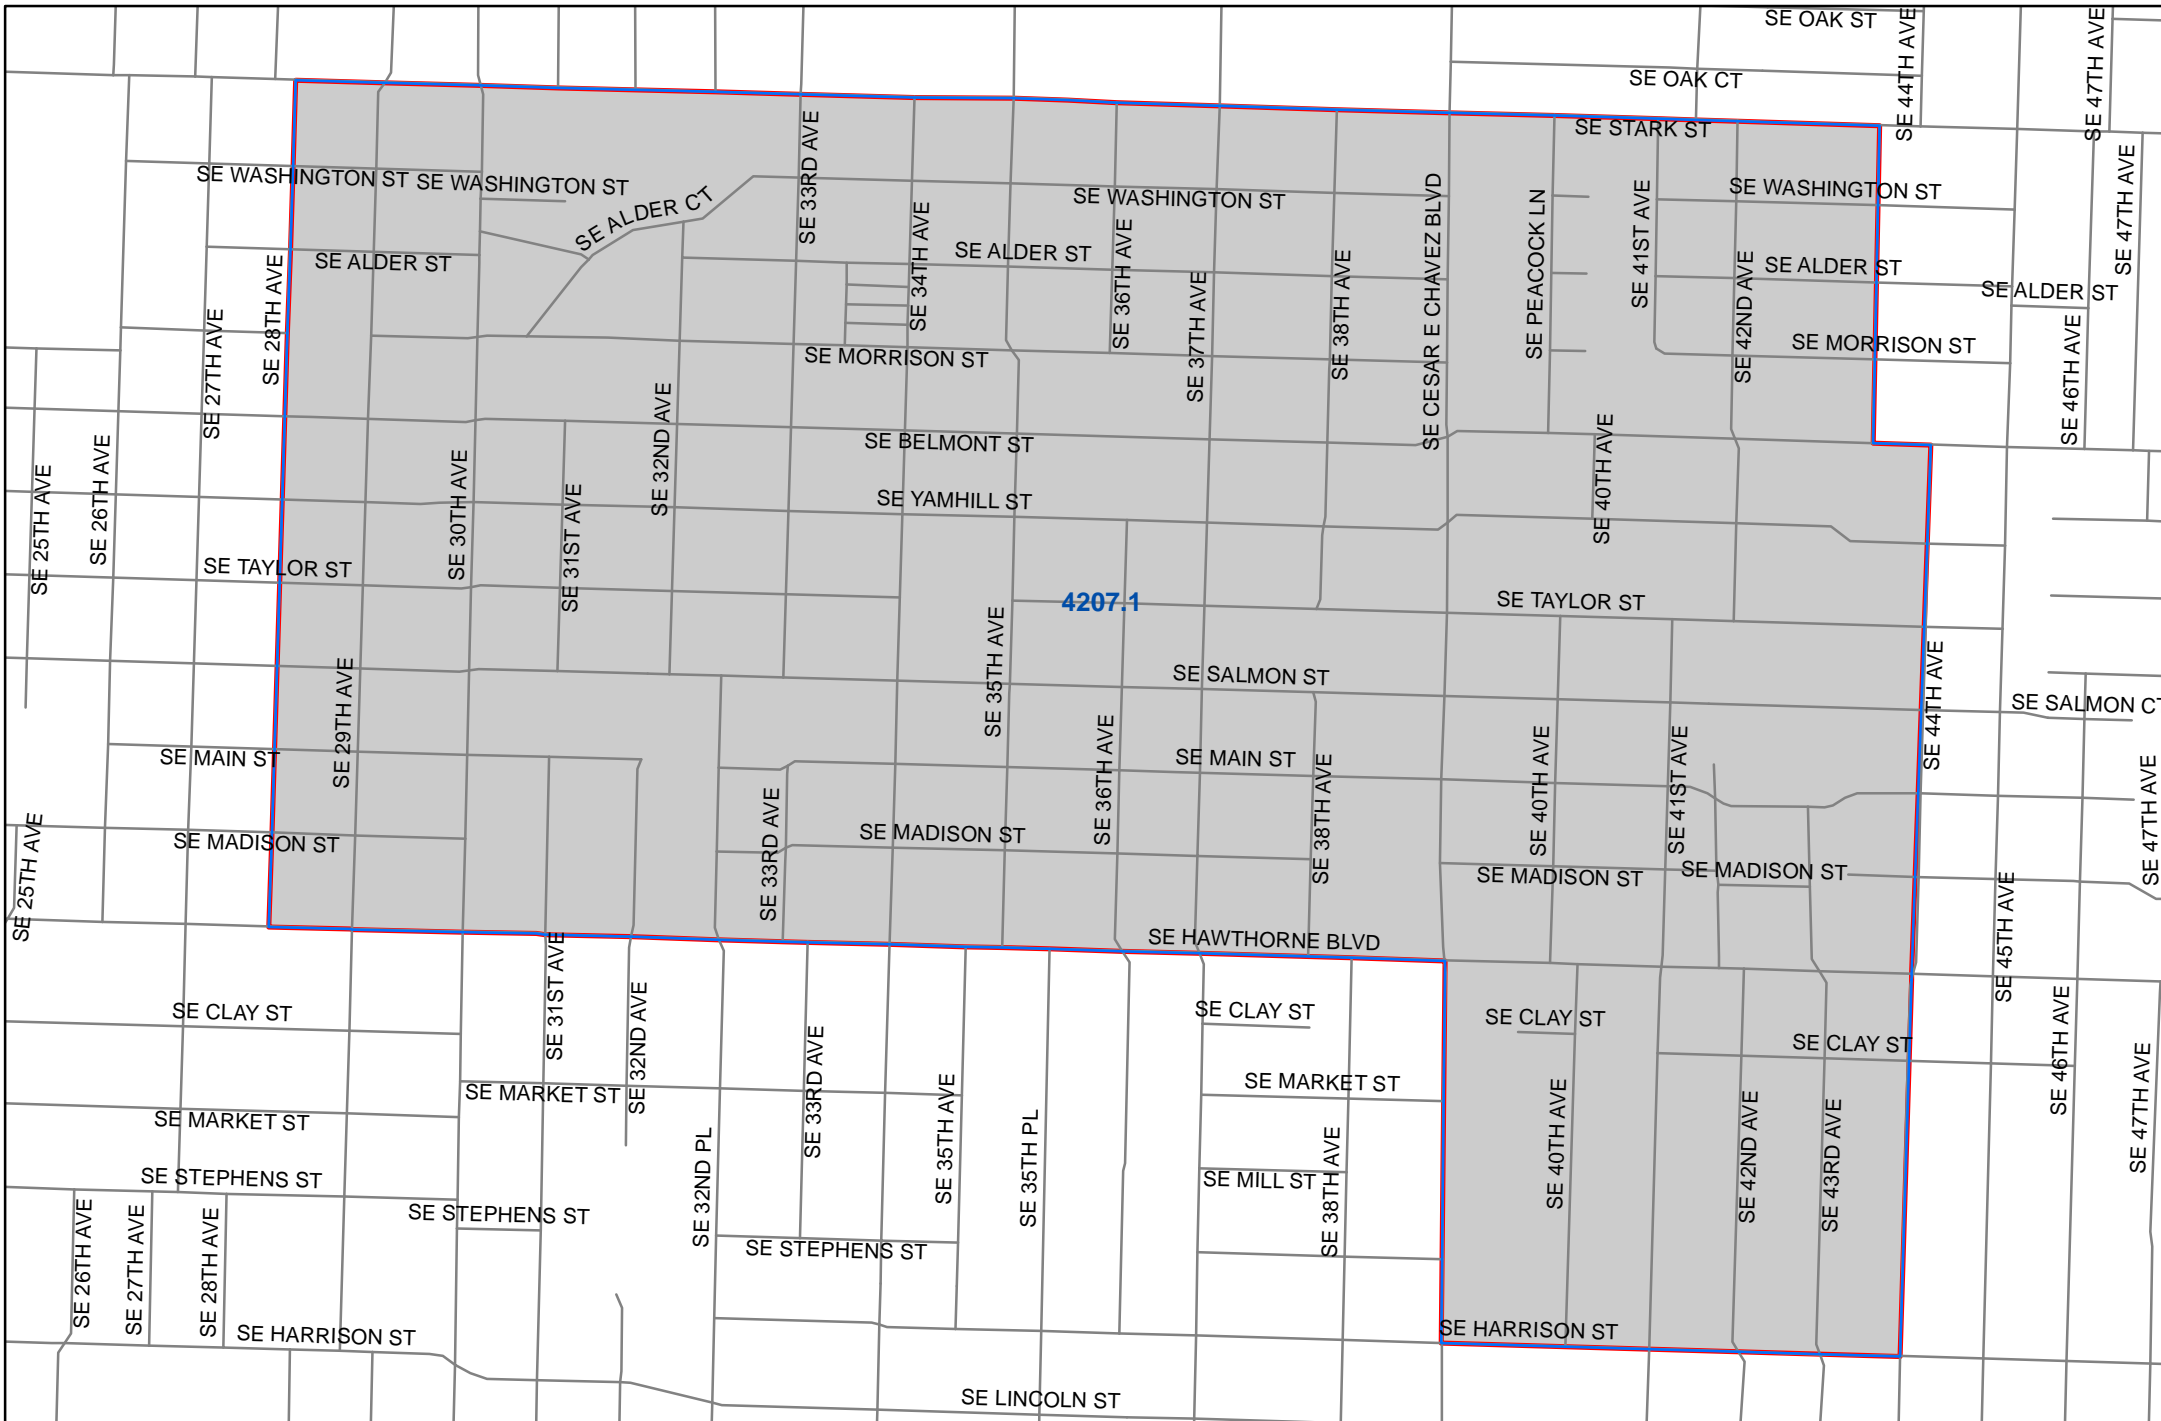 SE OAK ST
SE OAK CT
SE 44TH AVE
SE 47TH AVE
SE STARK ST
SE 33RD AVE
SE WASHINGTON ST
SE WASHINGTON ST
SE ALDER CT
SE WASHINGTON ST
SE WASHINGTON ST
SE 47TH AVE
SE 34TH AVE
SE 36TH AVE
SE CESAR E CHAVEZ BLVD
SE PEACOCK LN
SE 41ST AVE
SE ALDER ST
SE ALDER ST
SE ALDER ST
SE ALDER ST
SE 28TH AVE
SE 27TH AVE
SE 37TH AVE
SE 38TH AVE
SE 42ND AVE
SE 46TH AVE
SE MORRISON ST
SE MORRISON ST
SE 32ND AVE
SE BELMONT ST
SE 40TH AVE
SE 25TH AVE
SE 26TH AVE
SE 30TH AVE
SE 31ST AVE
SE YAMHILL ST
SE TAYLOR ST
4207.1
SE TAYLOR ST
SE 29TH AVE
SE 35TH AVE
SE SALMON ST
SE 44TH AVE
SE SALMON CT
SE MAIN ST
SE MAIN ST
SE 36TH AVE
SE 38TH AVE
SE 40TH AVE
SE 41ST AVE
SE 47TH AVE
SE 25TH AVE
SE MADISON ST
SE 33RD AVE
SE MADISON ST
SE MADISON ST
SE MADISON ST
SE HAWTHORNE BLVD
SE 45TH AVE
SE 31ST AVE
SE 32ND AVE
SE CLAY ST
SE CLAY ST
SE CLAY ST
SE CLAY ST
SE 46TH AVE
SE 33RD AVE
SE MARKET ST
SE MARKET ST
SE MARKET ST
SE 35TH AVE
SE 35TH PL
SE 40TH AVE
SE 42ND AVE
SE 43RD AVE
SE 47TH AVE
SE 32ND PL
SE 38TH AVE
SE STEPHENS ST
SE MILL ST
SE STEPHENS ST
SE STEPHENS ST
SE 26TH AVE
SE 27TH AVE
SE 28TH AVE
SE HARRISON ST
SE HARRISON ST
SE LINCOLN ST